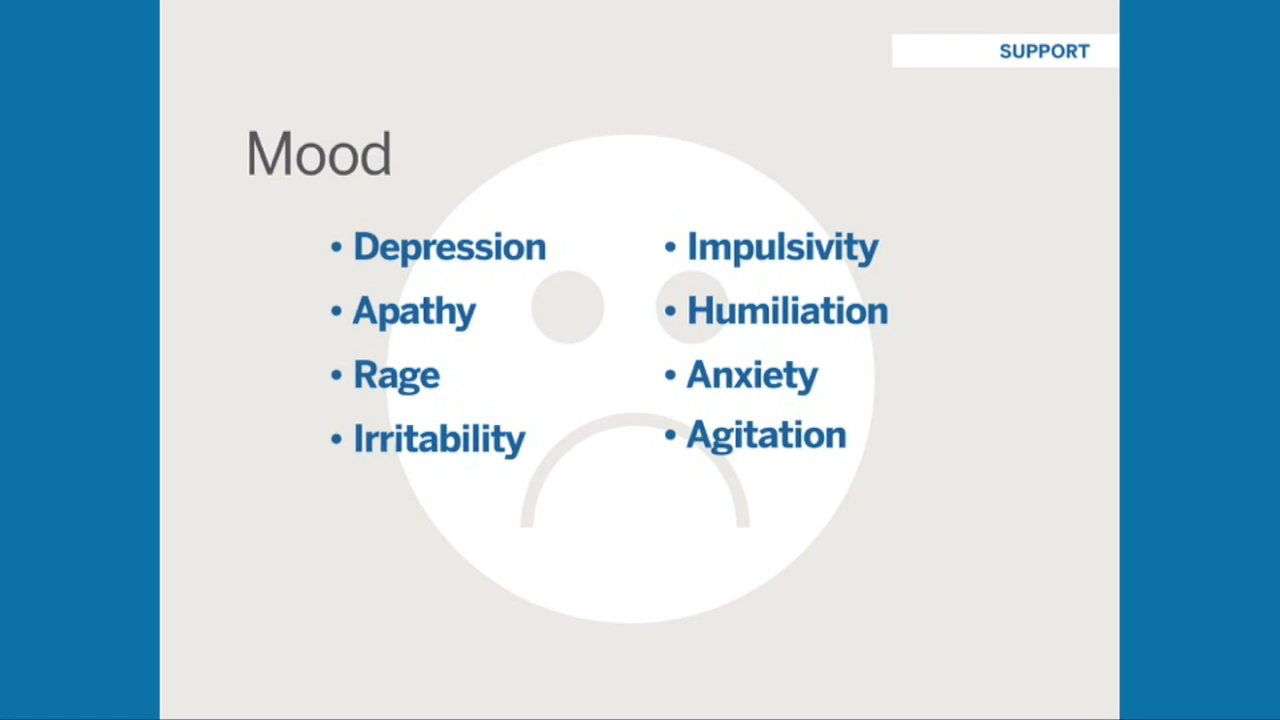 SUPPORT
Mood
• Depression
• Apathy
• Rage
• Irritability
• Impulsivity
• Humiliation
• Anxiety
• Agitation